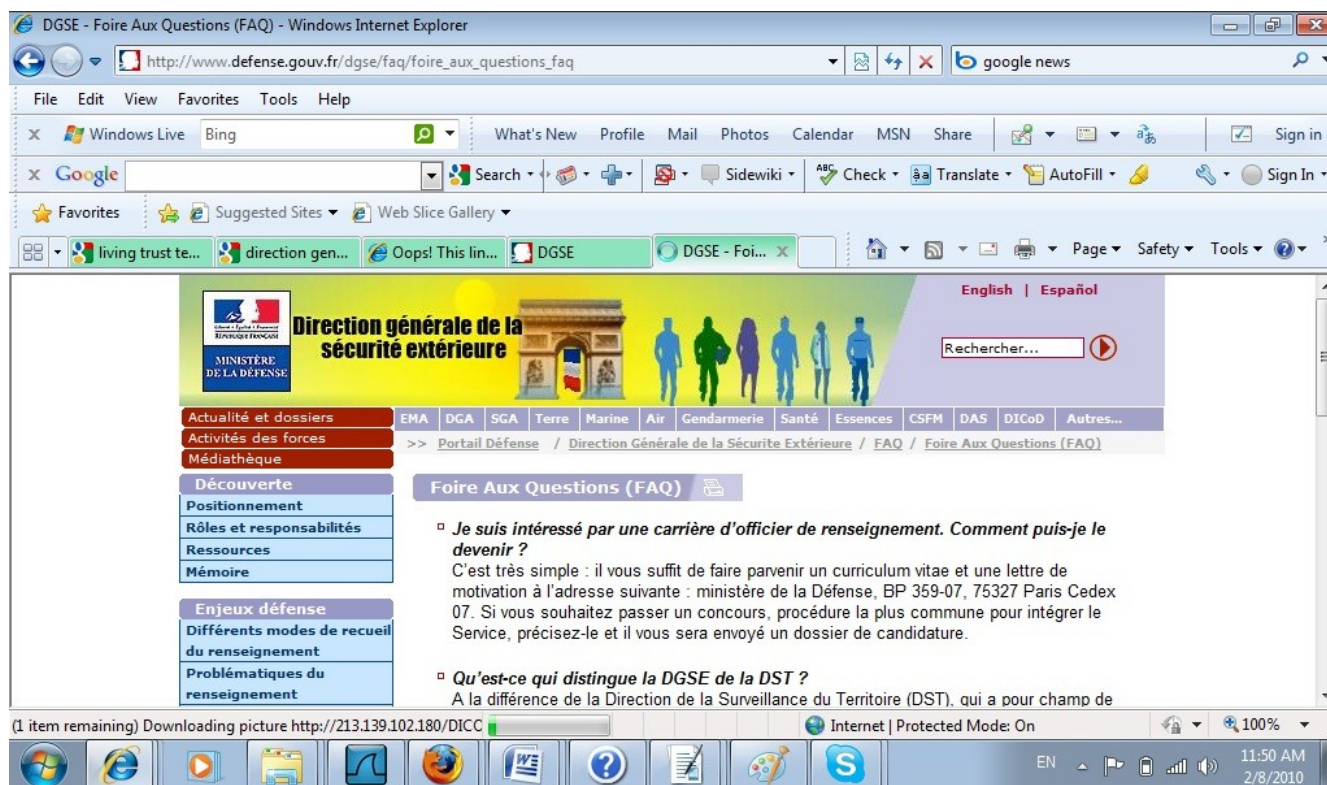 DGSE - Foire Aux Questions (FAQ) - Windows Internet Explorer
http://www.defense.gouv.fr/dgse/faq/foire_aux_questions_faq
google news
File Edit View Favorites Tools Help
x Windows Live Bing What's New Profile Mail Photos Calendar MSN Share Sign in
x Google Search Sidewiki Check Translate AutoFill Sign In
Favorites Suggested Sites Web Slice Gallery
living trust te... direction gen... Oops! This lin... DGSE DGSE - Foi... x Page Safety Tools
English | Español
Direction générale de la
sécurité extérieure
MINISTÈRE
DE LA DÉFENSE
Rechercher...
Actualité et dossiers
Activités des forces
Médiathèque
EMA DGA SGA Terre Marine Air Gendarmerie Santé Essences CSFM DAS DICoD Autres...
>> Portail Défense / Direction Générale de la Sécurite Extérieure / FAQ / Foire Aux Questions (FAQ)
Découverte
Positionnement
Rôles et responsabilités
Ressources
Mémoire
Enjeux défense
Différents modes de recueil
du renseignement
Problématiques du
renseignement
Foire Aux Questions (FAQ)
Je suis intéressé par une carrière d'officier de renseignement. Comment puis-je le
devenir ?
C'est très simple : il vous suffit de faire parvenir un curriculum vitae et une lettre de
motivation à l'adresse suivante : ministère de la Défense, BP 359-07, 75327 Paris Cedex
07. Si vous souhaitez passer un concours, procédure la plus commune pour intégrer le
Service, précisez-le et il vous sera envoyé un dossier de candidature.
Qu'est-ce qui distingue la DGSE de la DST ?
A la différence de la Direction de la Surveillance du Territoire (DST), qui a pour champ de
(1 item remaining) Downloading picture http://213.139.102.180/DICC
Internet | Protected Mode: On
100%
EN
11:50 AM
2/8/2010